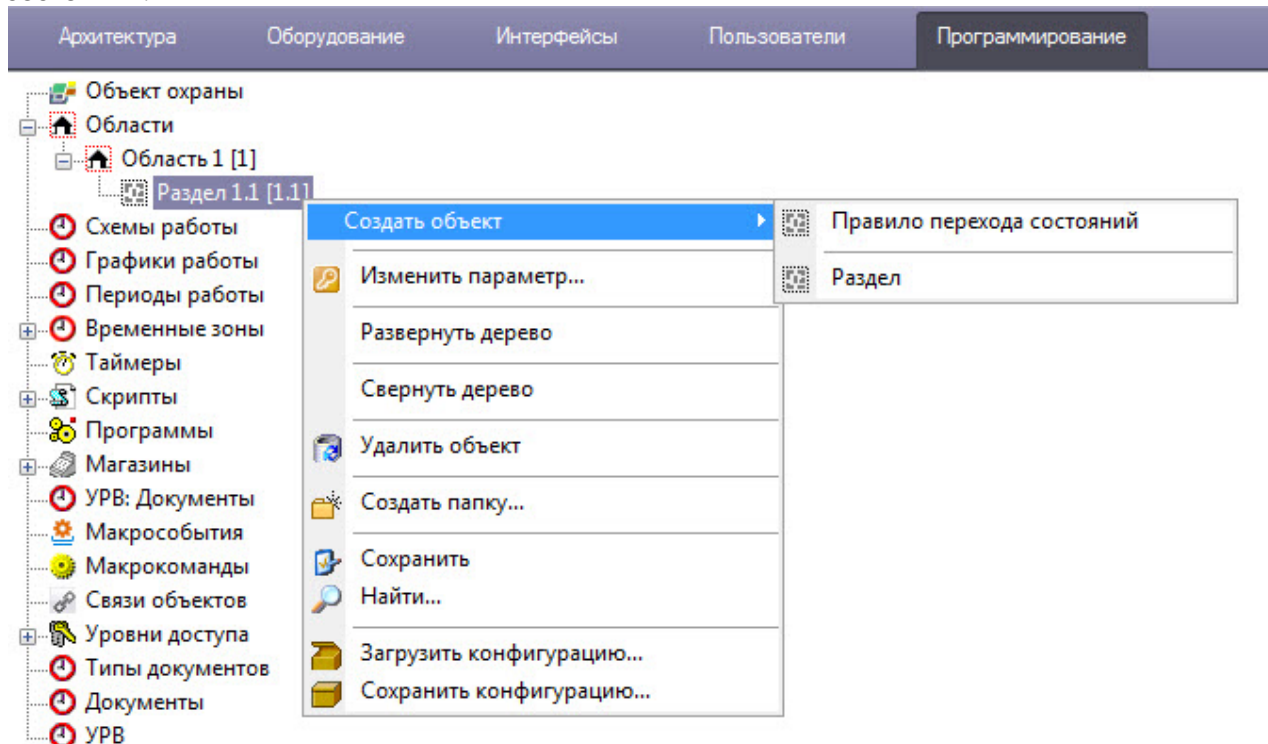 Архитектура Оборудование Интерфейсы Пользователи Программирование
Объект охраны
Области
Область 1 [1]
Раздел 1.1 [1.1]
Схемы работы
Графики работы
Периоды работы
Временные зоны
Таймеры
Скрипты
Программы
Магазины
УРВ: Документы
Макрособытия
Макрокоманды
Связи объектов
Уровни доступа
Типы документов
Документы
УРВ
Создать объект
Изменить параметр...
Развернуть дерево
Свернуть дерево
Удалить объект
Создать папку...
Сохранить
Найти...
Загрузить конфигурацию...
Сохранить конфигурацию...
Правило перехода состояний
Раздел